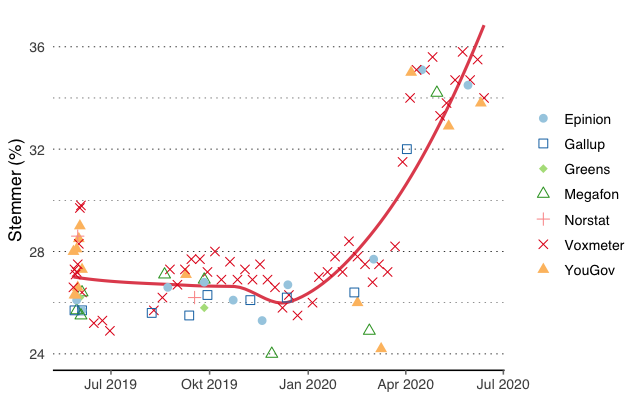 Stemmer (%)
36
32
28
24
Jul 2019
Okt 2019
Jan 2020
Apr 2020
Jul 2020
Epinion
Gallup
Greens
Megafon
Norstat
Voxmeter
YouGov